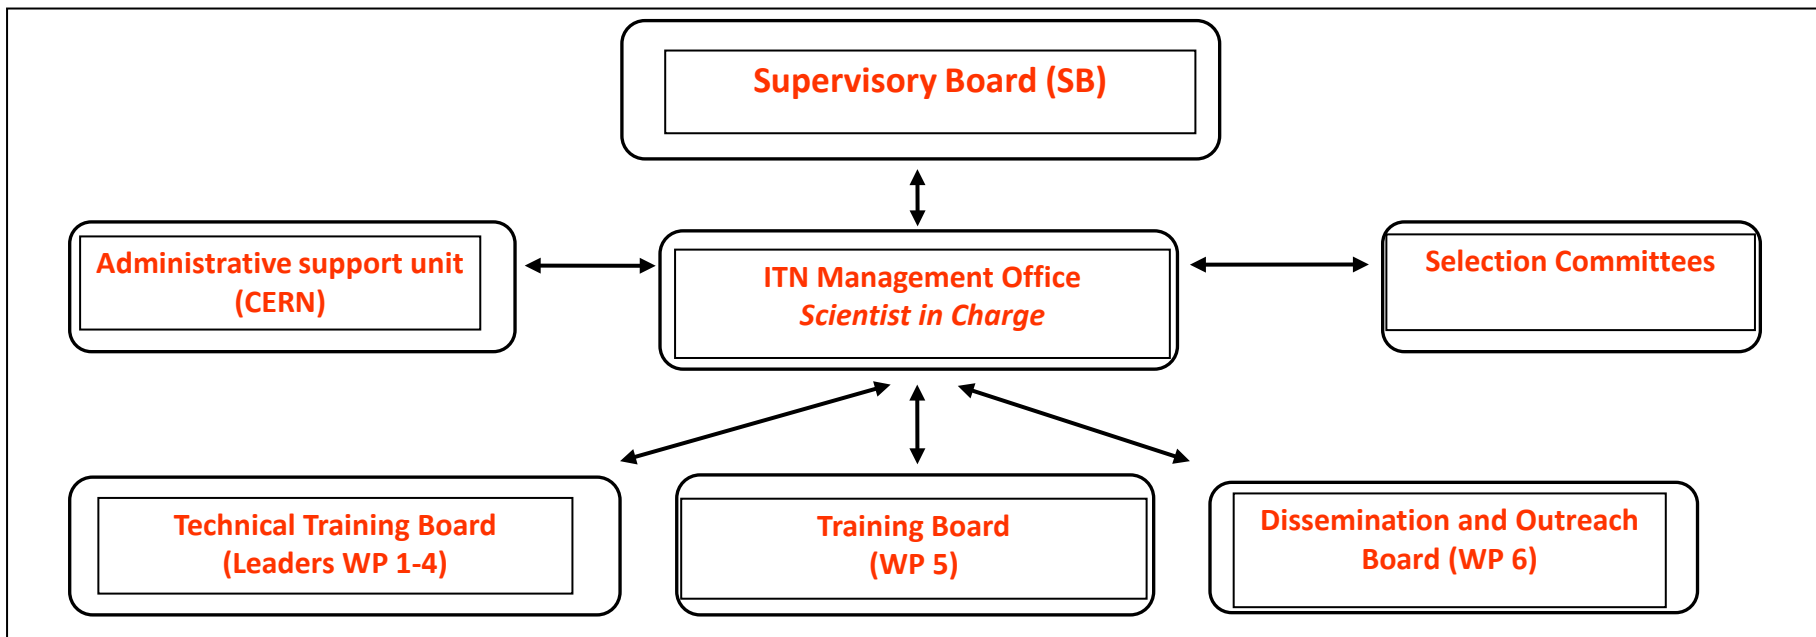 Supervisory Board (SB)
Administrative support unit
(CERN)
ITN Management Office
Scientist in Charge
Selection Committees
Technical Training Board
(Leaders WP 1-4)
Training Board
(WP 5)
Dissemination and Outreach
Board (WP 6)